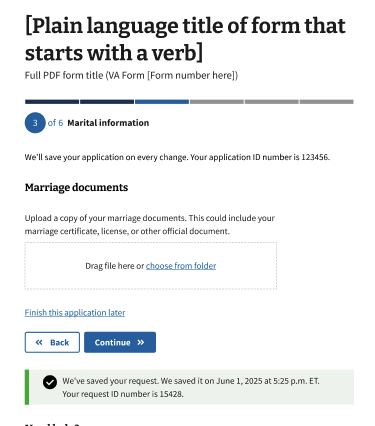 [Plain language title of form that
starts with a verb]
Full PDF form title (VA Form [Form number here])
3 of 6 Marital information
We'll save your application on every change. Your application ID number is 123456.
Marriage documents
Upload a copy of your marriage documents. This could include your
marriage certificate, license, or other official document.
Drag file here or choose from folder
Finish this application later
« Back
Continue »
We've saved your request. We saved it on June 1, 2025 at 5:25 p.m. ET.
Your request ID number is 15428.